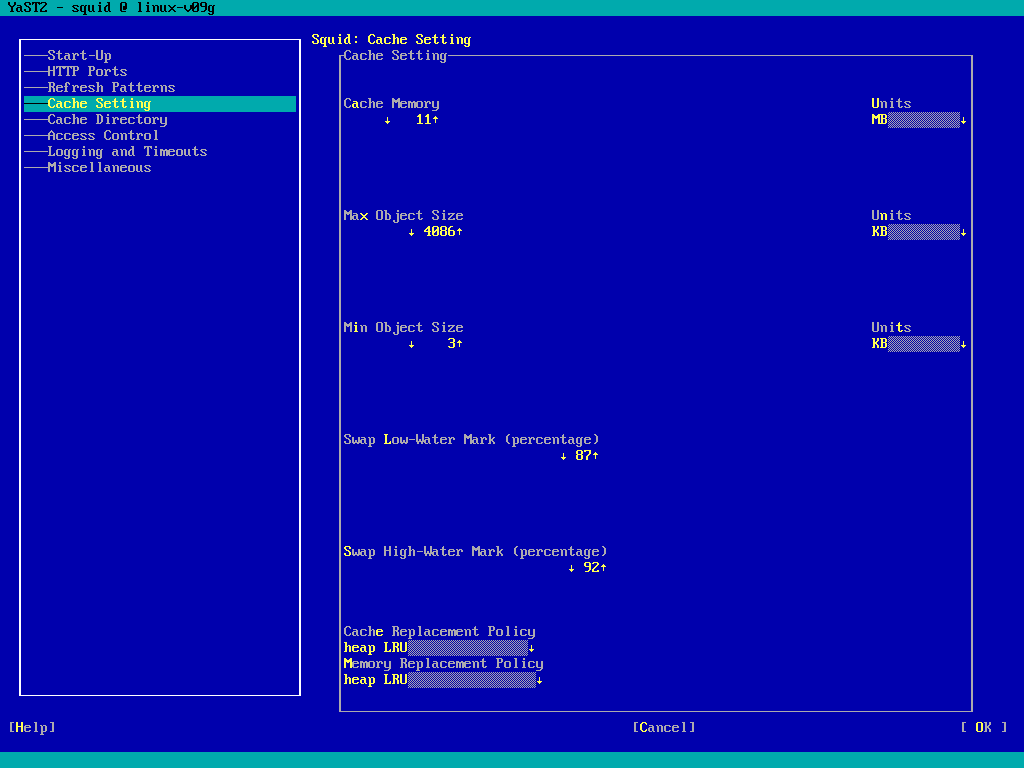 YaST2 - squid @ linux-v09g
Squid: Cache Setting
Start-Up
HTTP Ports
Refresh Patterns
Cache Setting
Cache Directory
Access Control
Logging and Timeouts
Miscellaneous
Cache Setting
Cache Memory Units
↓ 11↑ MB ↓
Max Object Size Units
↓ 4086↑ KB ↓
Min Object Size Units
↓ 3↑ KB ↓
Swap Low-Water Mark (percentage)
↓ 87↑
Swap High-Water Mark (percentage)
↓ 92↑
Cache Replacement Policy
heap LRU ↓
Memory Replacement Policy
heap LRU ↓
[Help] [Cancel] [ OK ]